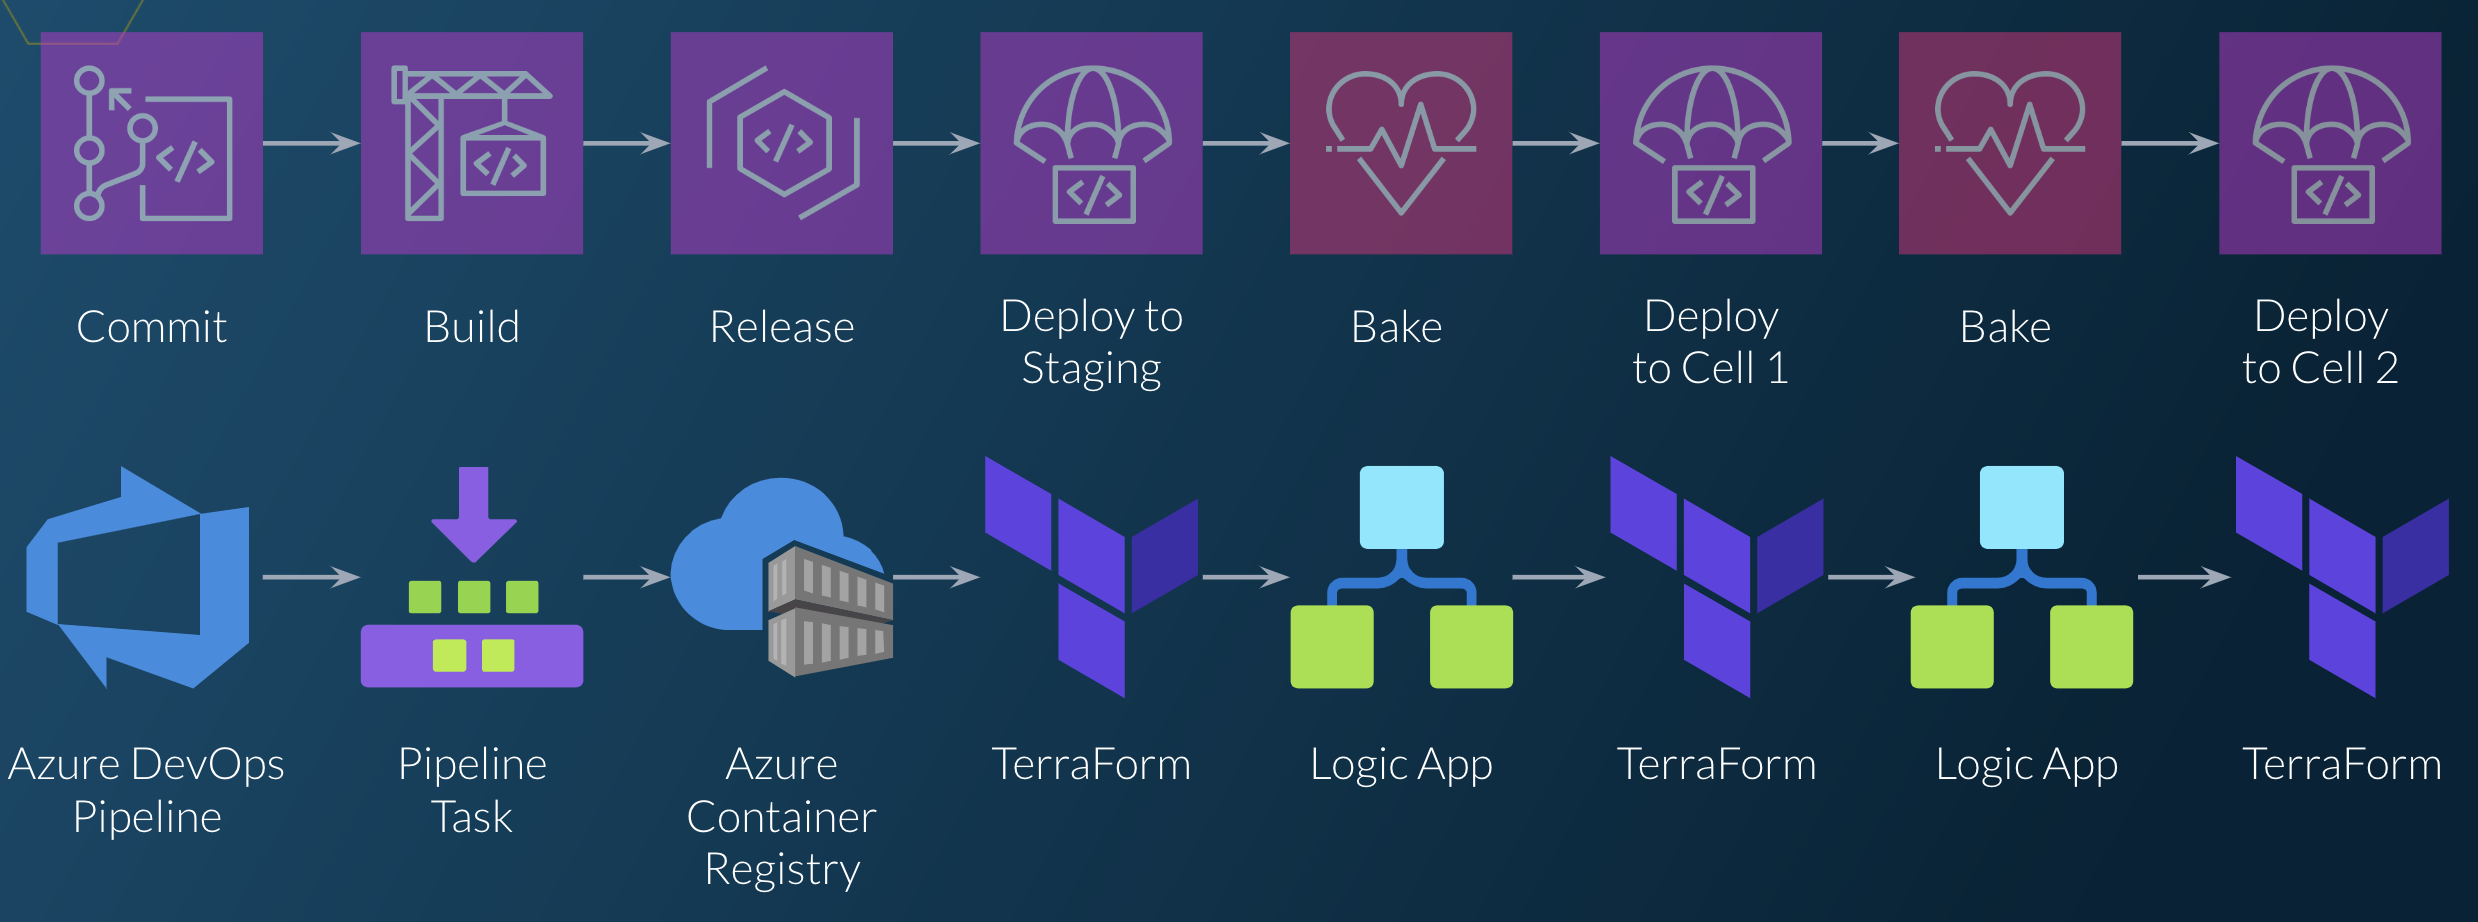 Commit
Build
Release
Deploy to
Staging
Bake
Deploy
to Cell 1
Bake
Deploy
to Cell 2
Azure DevOps
Pipeline
Pipeline
Task
Azure
Container
Registry
TerraForm
Logic App
TerraForm
Logic App
TerraForm